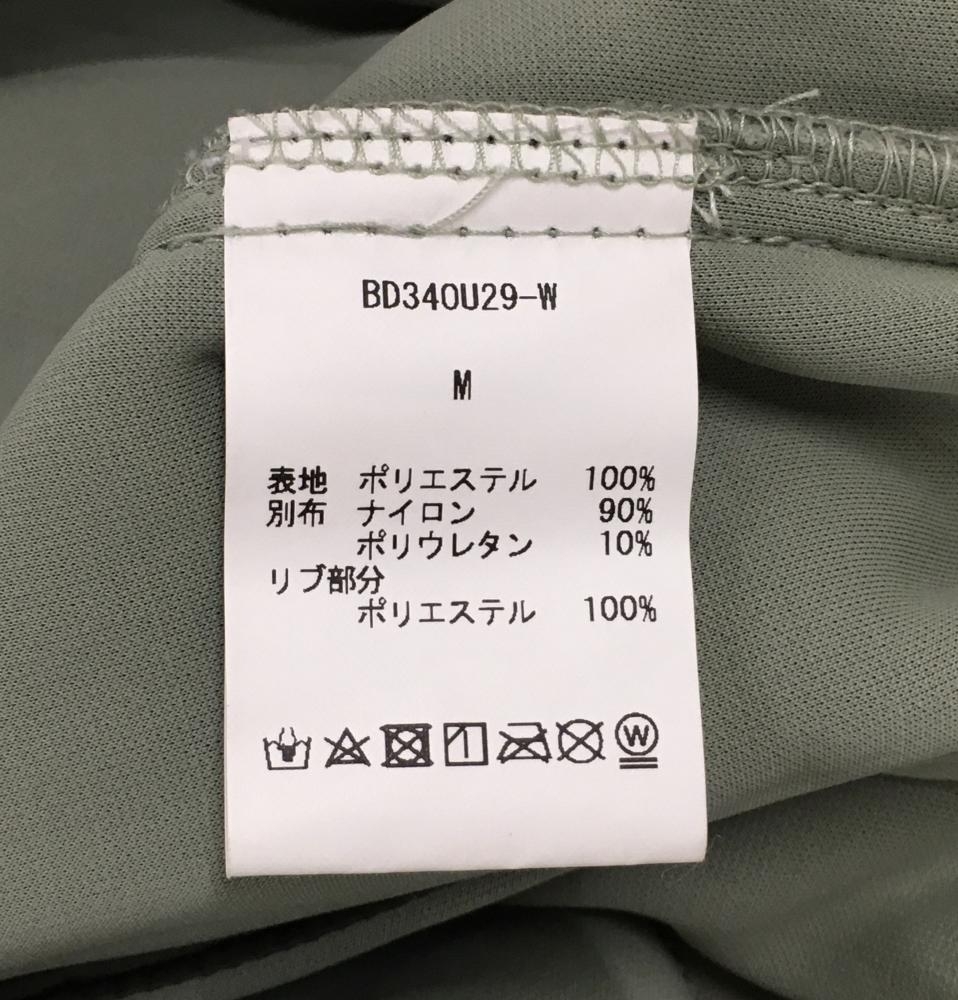 BD340U29-W
M
表地 ポリエステル 100%
別布 ナイロン 90%
ポリウレタン 10%
リブ部分
ポリエステル 100%
W